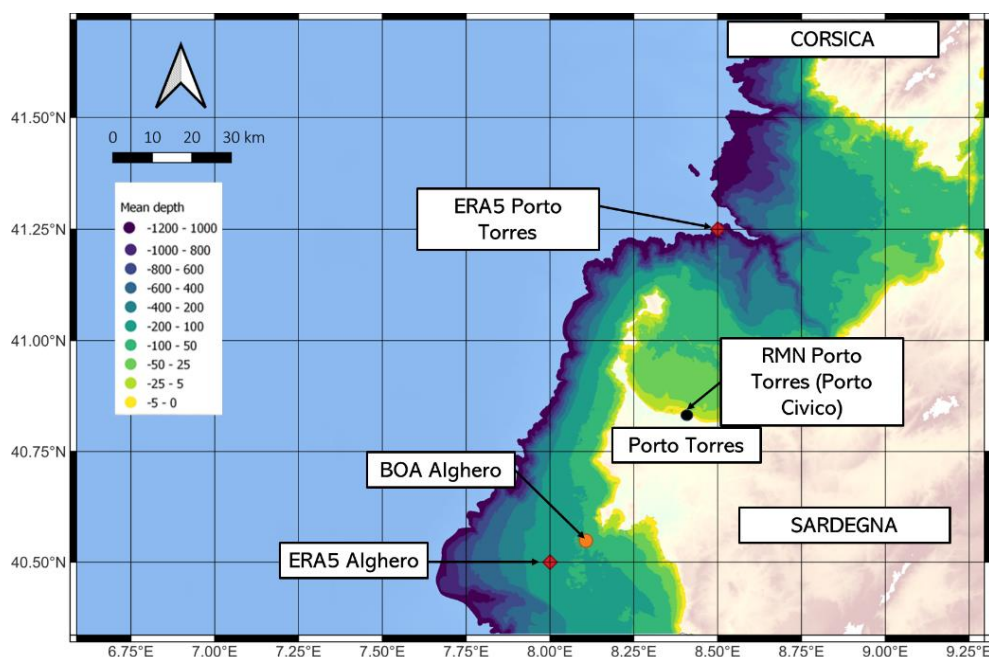 CORSICA
41.50°N
0 10 20 30 km
Mean depth
-1200 - 1000
-1000 - 800
-800 - 600
-600 - 400
-400 - 200
-200 - 100
-100 - 50
-50 - 25
-25 - 5
-5 - 0
ERA5 Porto
Torres
41.25°N
41.00°N
RMN Porto
Torres (Porto
Civico)
Porto Torres
40.75°N
BOA Alghero
SARDEGNA
ERA5 Alghero
40.50°N
6.75°E 7.00°E 7.25°E 7.50°E 7.75°E 8.00°E 8.25°E 8.50°E 8.75°E 9.00°E 9.25°E